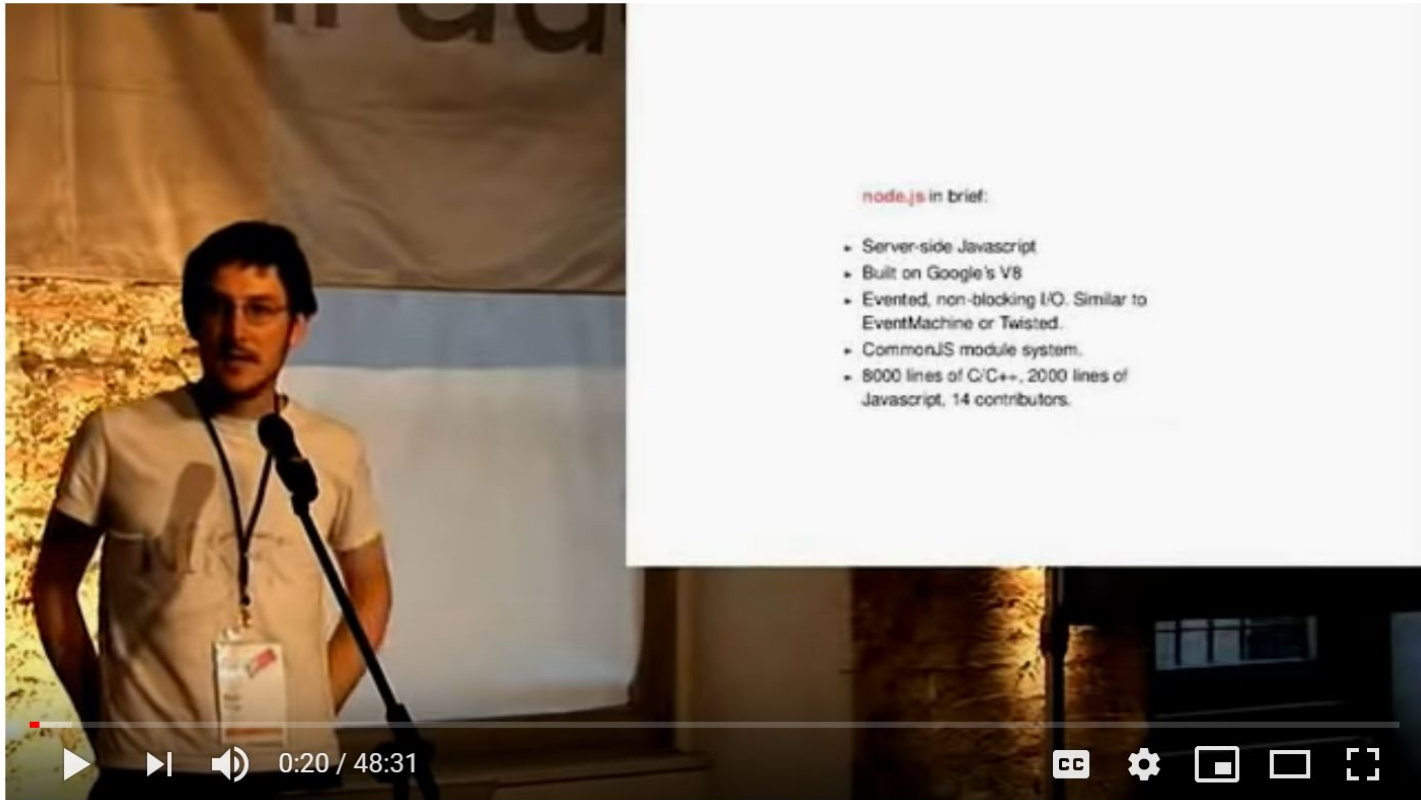 node.js in brief:
▸ Server-side Javascript
▸ Built on Google's V8
▸ Evented, non-blocking I/O. Similar to
EventMachine or Twisted.
▸ CommonJS module system.
▸ 8000 lines of C/C++, 2000 lines of
Javascript, 14 contributors.
0:20 / 48:31
CC